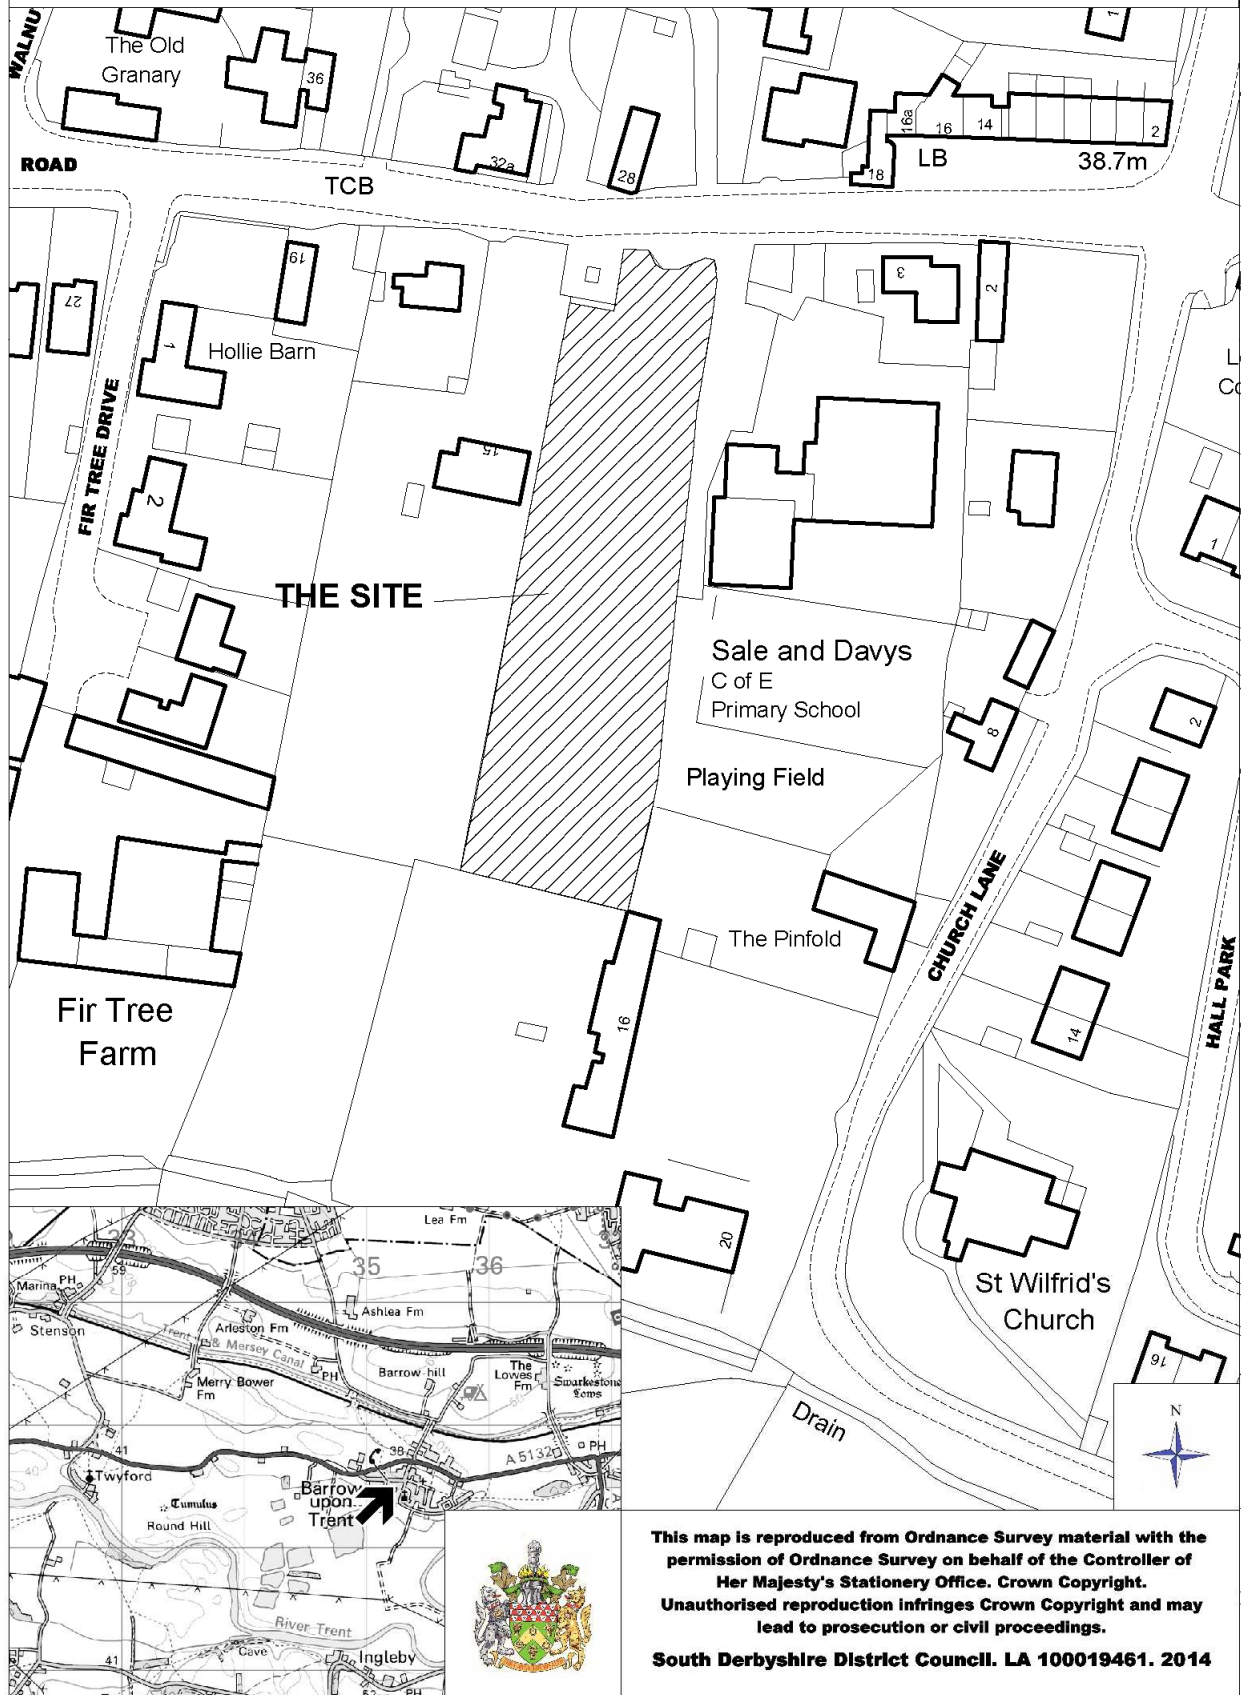 WALNU
The Old
Granary
36
32a
28
16a
16
14
2
18
LB
38.7m
1
ROAD
TCB
19
27
1
Hollie Barn
3
2
FIR TREE DRIVE
15
2
THE SITE
1
Sale and Davys
C of E
Primary School
8
2
Playing Field
The Pinfold
CHURCH LANE
HALL PARK
14
Fir Tree
Farm
16
20
St Wilfrid's
Church
16
Drain
N
Lea Fm
35
36
PH
59
Marina
Stenson
Ashlea Fm
Arleston Fm
Trent & Mersey Canal
PH
Merry Bower
Fm
Barrow hill
The
Lowes
Fm
Swarkestone
Lows
41
38
A 5132
PH
Twyford
Barrow
upon
Trent
Tumulus
Round Hill
River Trent
Cave
41
Ingleby
PH
This map is reproduced from Ordnance Survey material with the
permission of Ordnance Survey on behalf of the Controller of
Her Majesty's Stationery Office. Crown Copyright.
Unauthorised reproduction infringes Crown Copyright and may
lead to prosecution or civil proceedings.
South Derbyshire District Council. LA 100019461. 2014